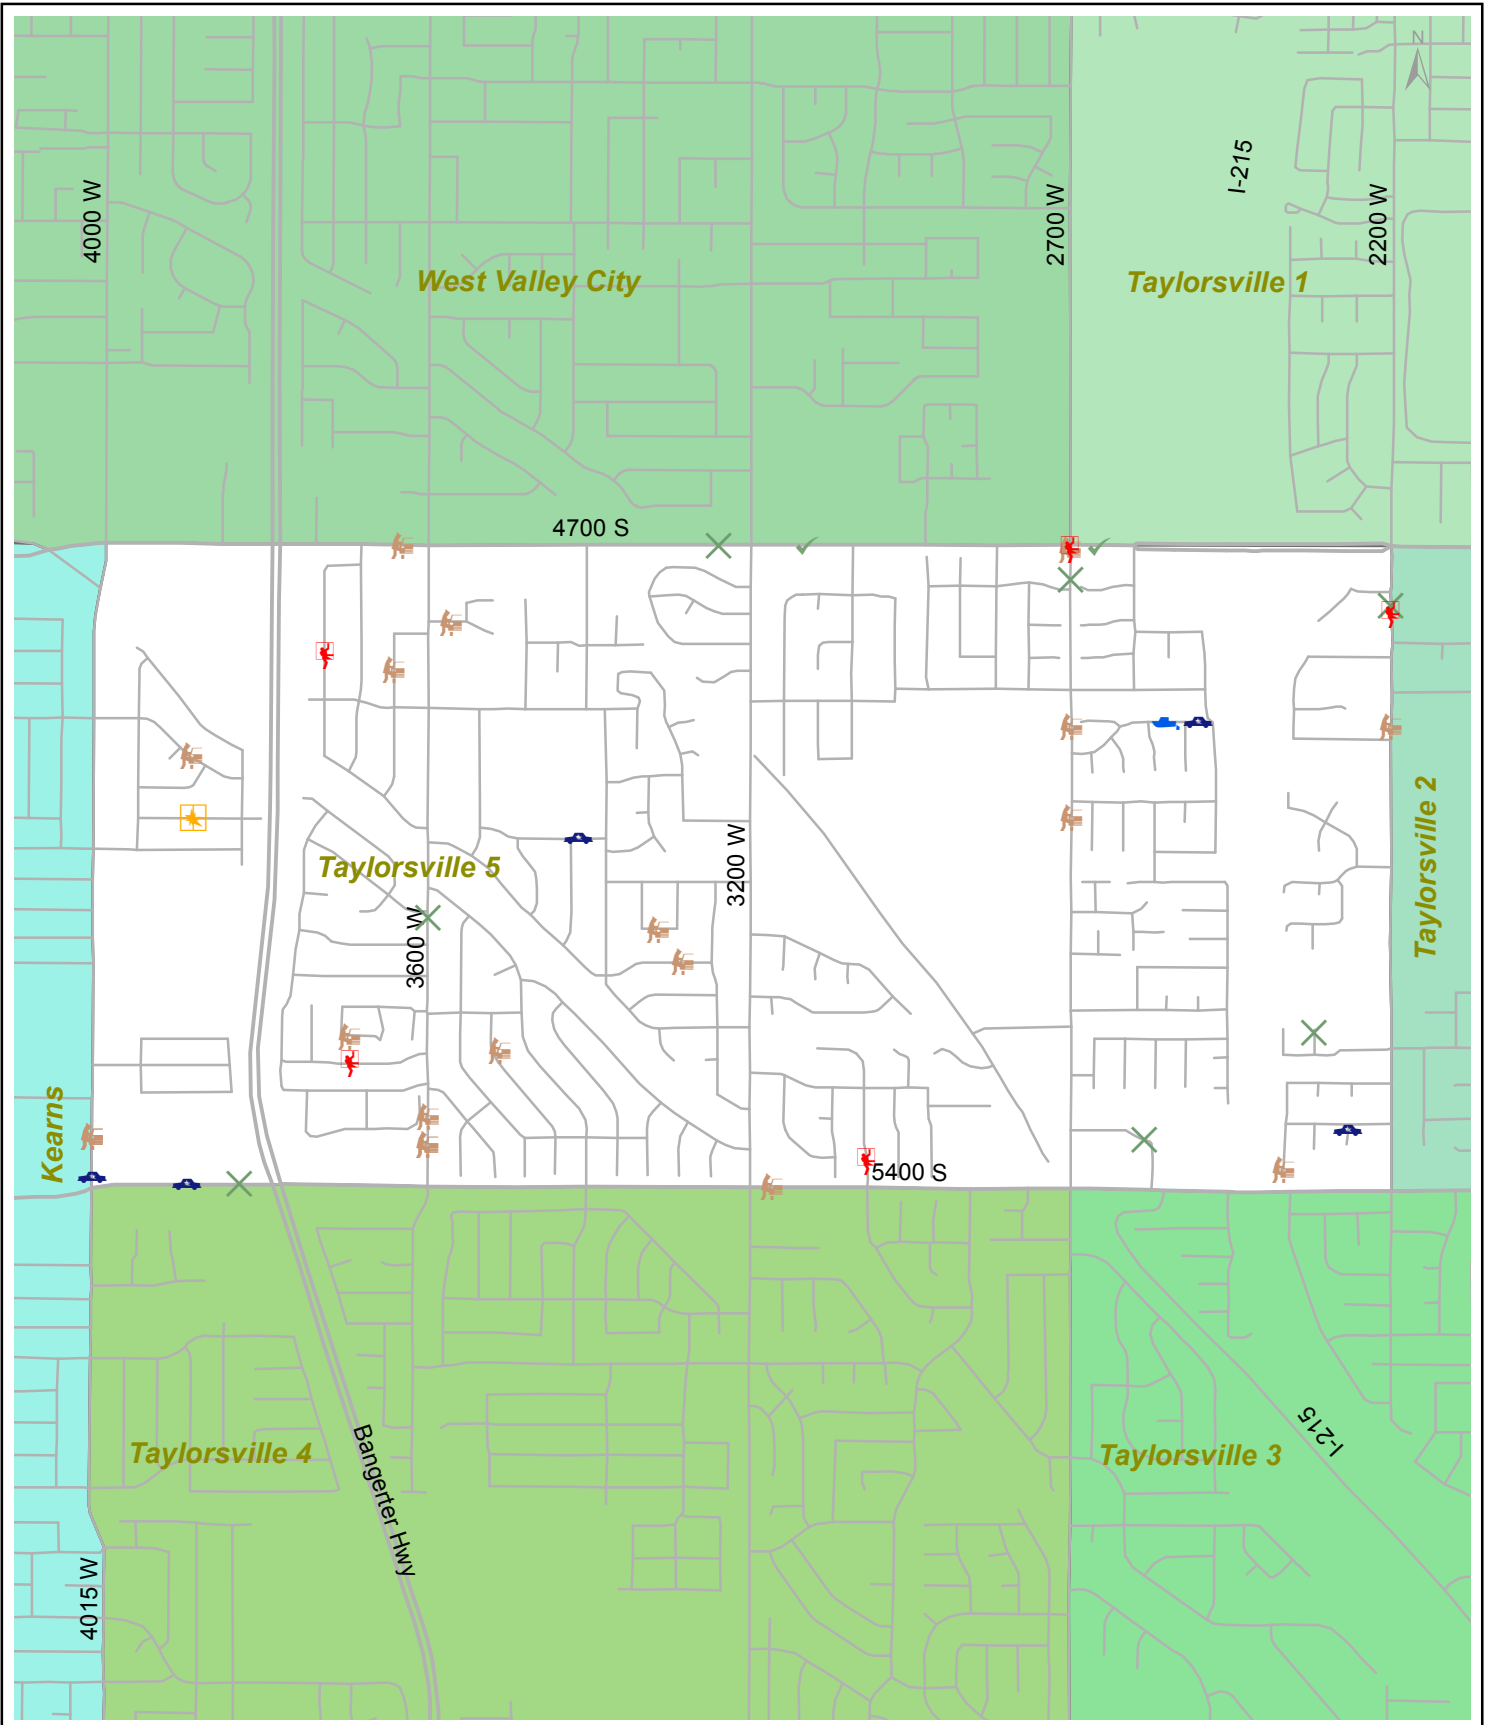 N
I-215
4000 W
2700 W
2200 W
West Valley City
Taylorsville 1
4700 S
Taylorsville 2
3200 W
Taylorsville 5
3600 W
Kearns
5400 S
I-215
Taylorsville 4
Bangerter Hwy
Taylorsville 3
4015 W